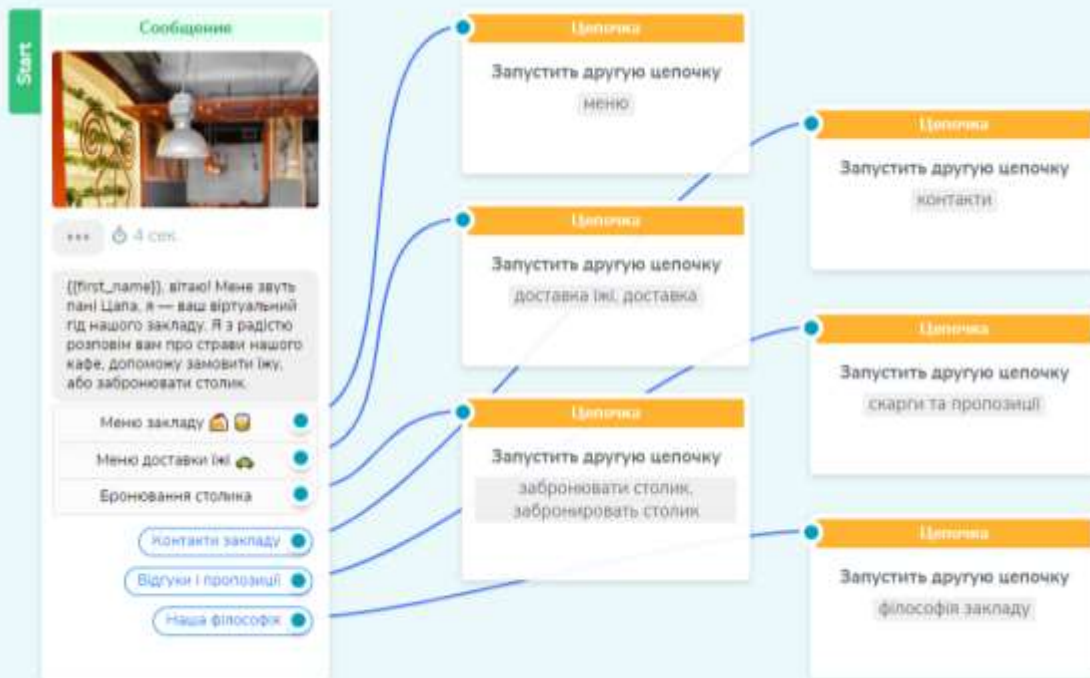 Start
Сообщение
4 сек.
{{first_name}}, вітаю! Мене звуть
пані Цапа, я — ваш віртуальний
гід нашого закладу. Я з радістю
розповім вам про страви нашого
кафе, допоможу замовити їжу,
або забронювати столик.
Меню закладу
Меню доставки їжі
Бронювання столика
Контакти закладу
Відгуки і пропозиції
Наша філософія
Цепочка
Запустить другую цепочку
меню
Цепочка
Запустить другую цепочку
доставка їжі, доставка
Цепочка
Запустить другую цепочку
забронювати столик,
забронировать столик
Цепочка
Запустить другую цепочку
контакти
Цепочка
Запустить другую цепочку
скарги та пропозиції
Цепочка
Запустить другую цепочку
філософія закладу